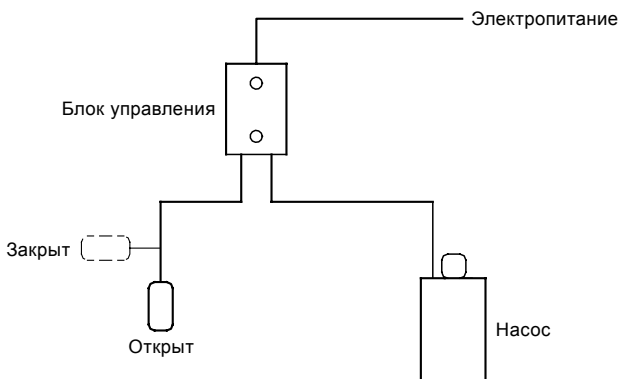 Электропитание
Блок управления
Закрыт
Открыт
Насос